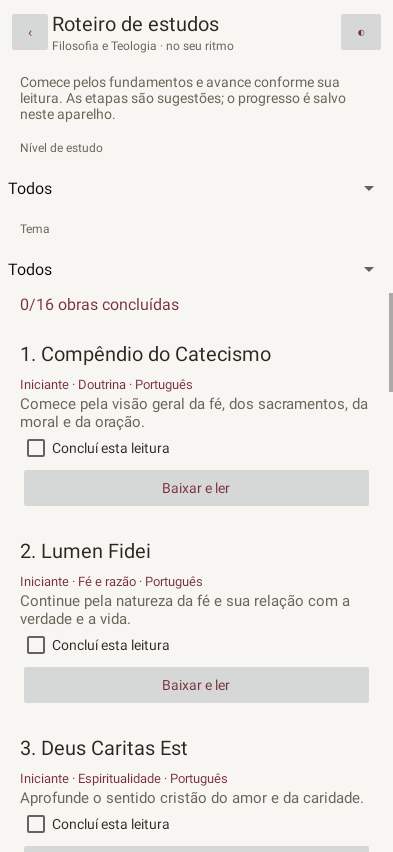 Roteiro de estudos
Filosofia e Teologia · no seu ritmo
Comece pelos fundamentos e avance conforme sua
leitura. As etapas são sugestões; o progresso é salvo
neste aparelho.
Nível de estudo
Todos
Tema
Todos
0/16 obras concluídas
1. Compêndio do Catecismo
Iniciante · Doutrina · Português
Comece pela visão geral da fé, dos sacramentos, da
moral e da oração.
Concluí esta leitura
Baixar e ler
2. Lumen Fidei
Iniciante · Fé e razão · Português
Continue pela natureza da fé e sua relação com a
verdade e a vida.
Concluí esta leitura
Baixar e ler
3. Deus Caritas Est
Iniciante · Espiritualidade · Português
Aprofunde o sentido cristão do amor e da caridade.
Concluí esta leitura